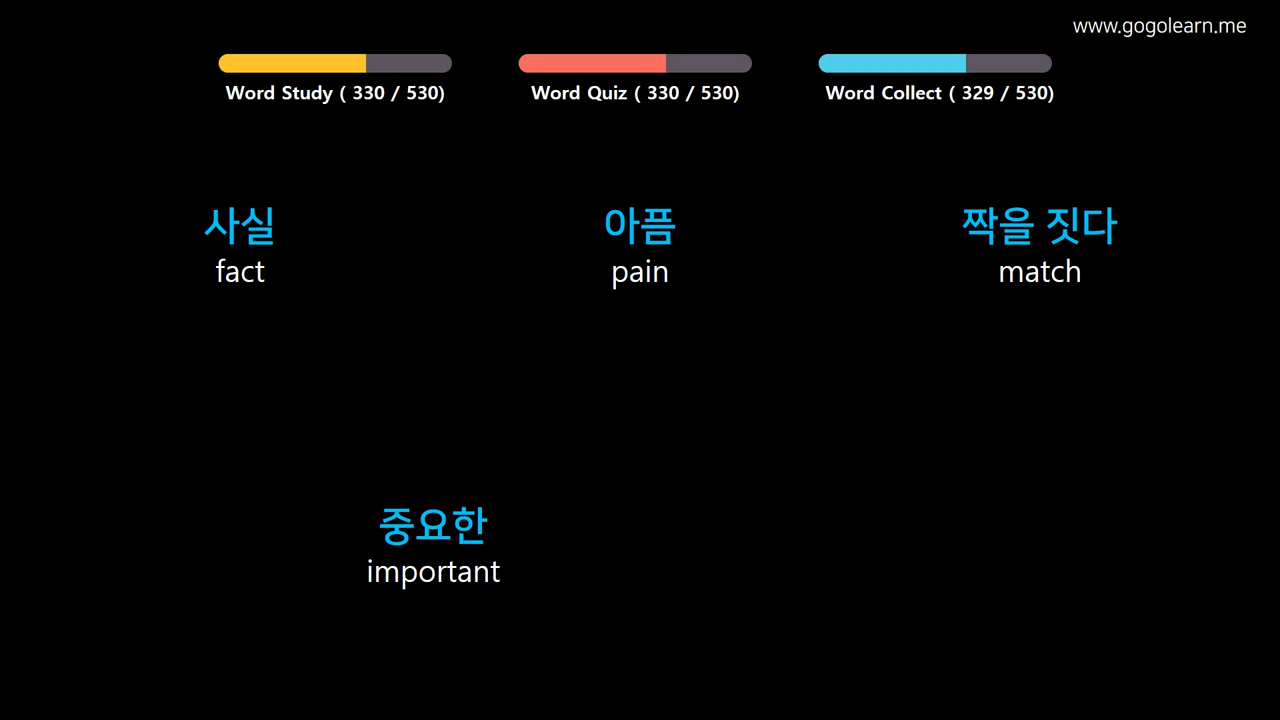 www.gogolearn.me
Word Study ( 330 / 530)
Word Quiz ( 330 / 530)
Word Collect ( 329 / 530)
사실
fact
아픔
pain
짝을 짓다
match
중요한
important